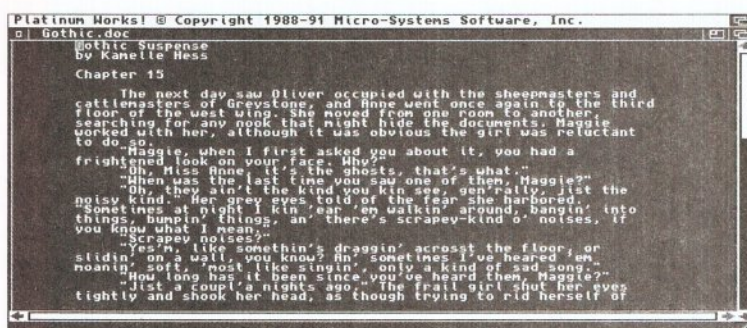 Platinum Works! © Copyright 1988-91 Micro-Systems Software, Inc.
Gothic.doc
Gothic Suspense
by Kamelle Hess
Chapter 15
The next day saw Oliver occupied with the sheepmasters and
cattlemasters of Greystone, and Anne went once again to the third
floor of the west wing. She moved from one room to another,
searching for any nook that might hide the documents. Maggie
worked with her, although it was obvious the girl was reluctant
to do so.
"Maggie, when I first asked you about it, you had a
frightened look on your face. Why?"
"Oh, Miss Anne, it's the ghosts, that's what."
"When was the last time you saw one of them, Maggie?"
"Oh, they ain't the kind you kin see, gen'rally, jist the
noisy kind." Her grey eyes told of the fear she harbored.
"Sometimes at night I kin 'ear 'em walkin' around, bangin' into
things, bumpin' things, an' there's scrapey-kind o' noises, if
you know what I mean."
"Scrapey noises?"
"Yes'm, like somethin's draggin' acrosst the floor, or
slidin' on a wall, you know? An' sometimes I've heared 'em
moanin' soft, 'most like singin', only a kind of sad song."
"How long has it been since you've heard them, Maggie?"
"Jist a coupl'a nights ago." The frail girl shut her eyes
tightly and shook her head, as though trying to rid herself of